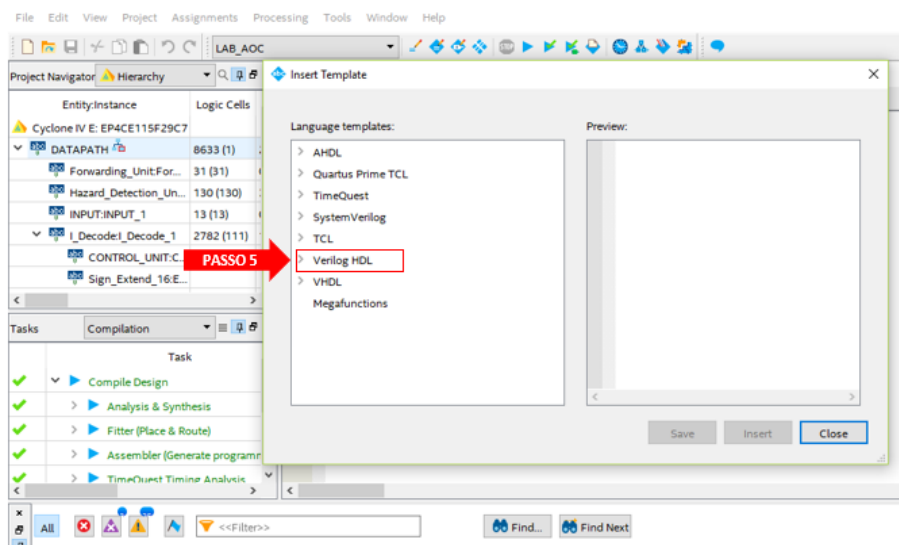 File Edit View Project Assignments Processing Tools Window Help
LAB_AOC
Project Navigator Hierarchy
Entity:Instance Logic Cells
Cyclone IV E: EP4CE115F29C7
DATAPATH 8633 (1)
Forwarding_Unit:For... 31 (31)
Hazard_Detection_Un... 130 (130)
INPUT:INPUT_1 13 (13)
I_Decode:I_Decode_1 2782 (111)
CONTROL_UNIT:C...
Sign_Extend_16:E...
PASSO 5
Insert Template
Language templates:
AHDL
Quartus Prime TCL
TimeQuest
SystemVerilog
TCL
Verilog HDL
VHDL
Megafunctions
Preview:
Save Insert Close
Tasks Compilation
Task
Compile Design
Analysis & Synthesis
Fitter (Place & Route)
Assembler (Generate programm
TimeQuest Timing Analysis
All <<Filter>> Find... Find Next